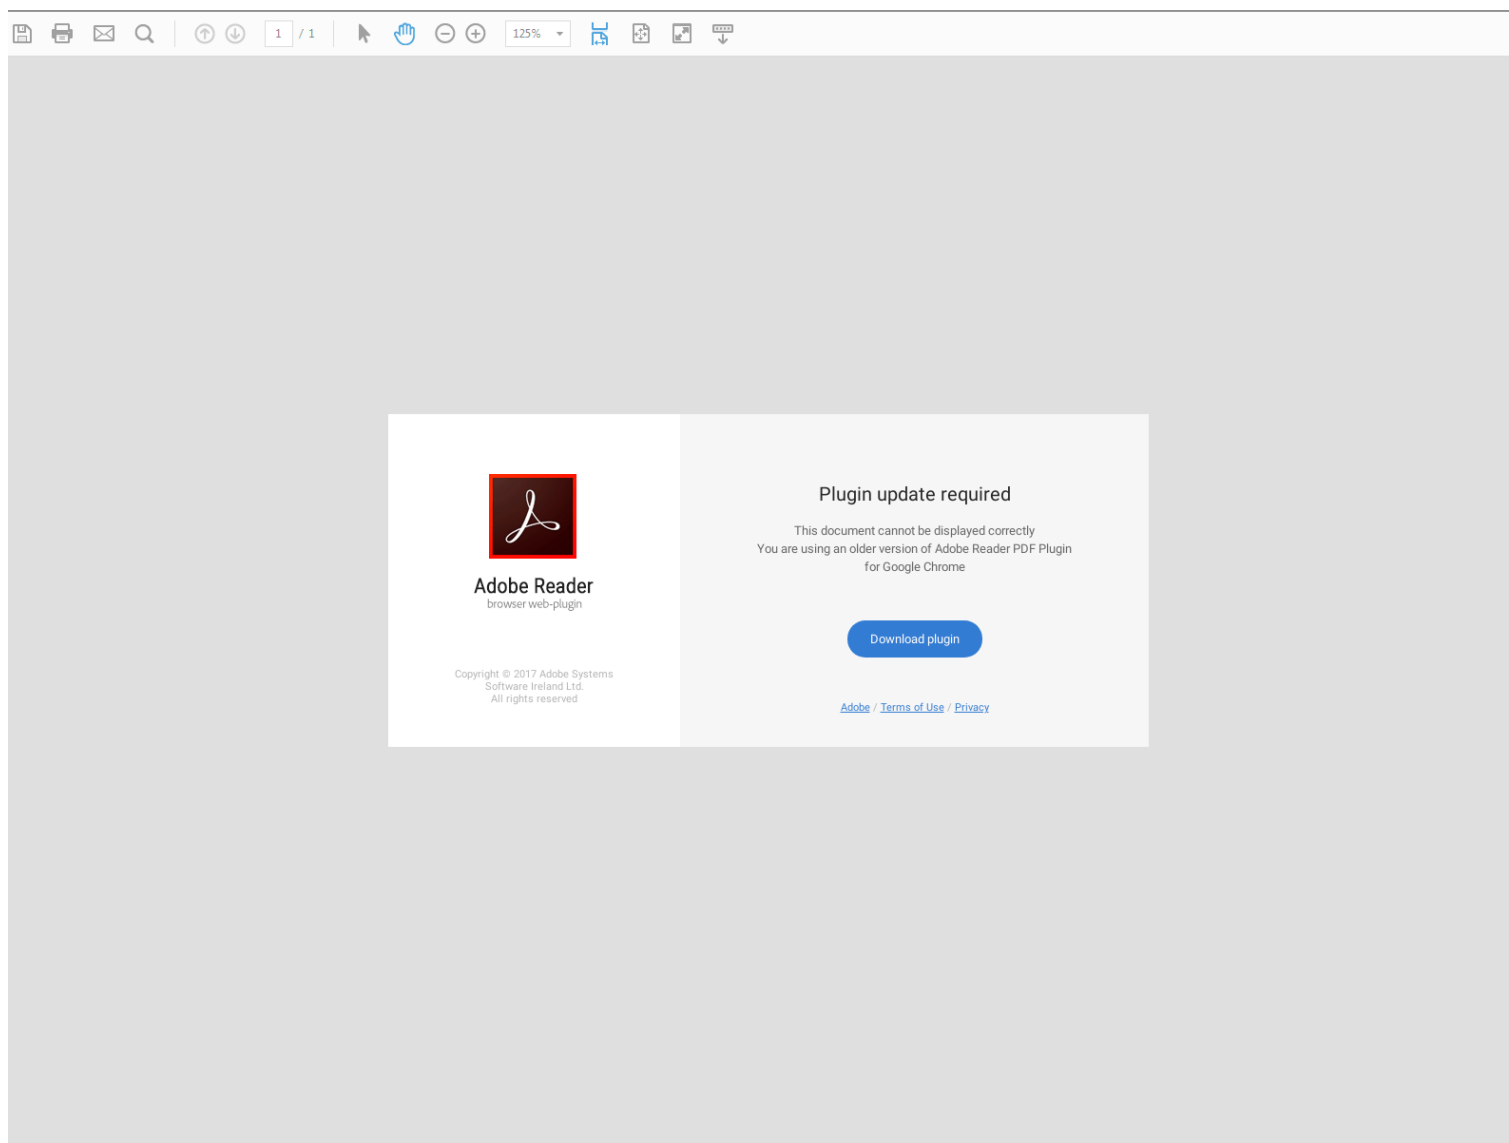 1 / 1
125%
Plugin update required
This document cannot be displayed correctly
You are using an older version of Adobe Reader PDF Plugin
for Google Chrome
Adobe Reader
browser web-plugin
Download plugin
Copyright © 2017 Adobe Systems
Software Ireland Ltd.
All rights reserved
Adobe / Terms of Use / Privacy